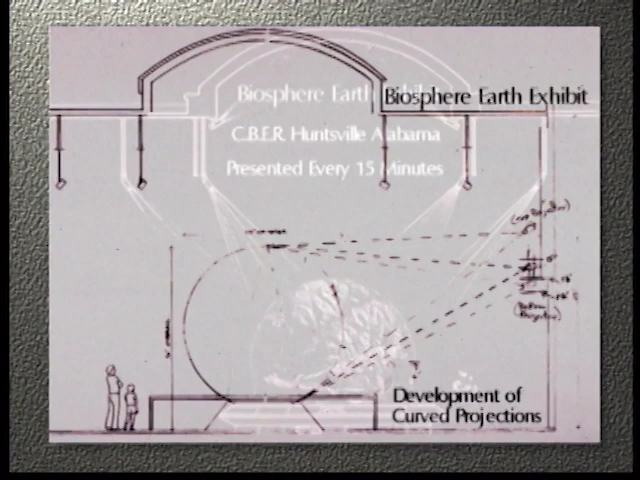 Biosphere Earth Exhibit
Biosphere Earth Exhibit
C.B.E.R. Huntsville Alabama
Presented Every 15 Minutes
Development of
Curved Projections